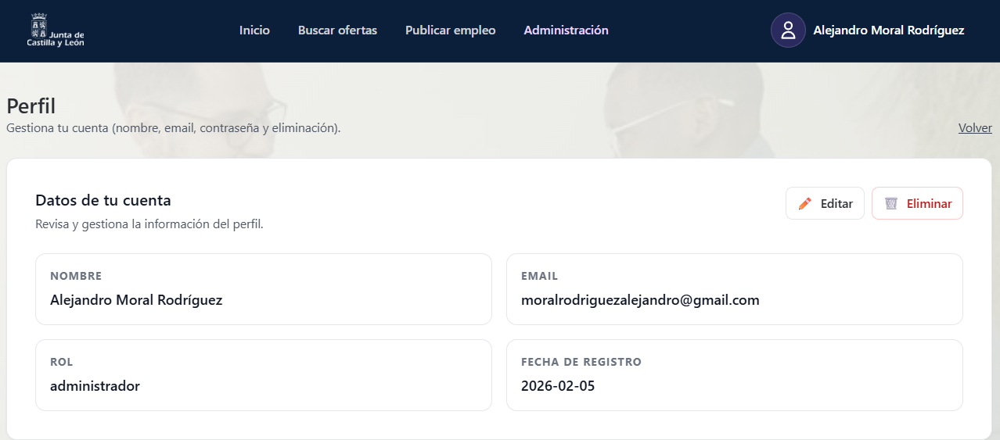 Junta de
Castilla y León
Inicio
Buscar ofertas
Publicar empleo
Administración
Alejandro Moral Rodríguez
Perfil
Gestiona tu cuenta (nombre, email, contraseña y eliminación).
Volver
Datos de tu cuenta
Editar
Eliminar
Revisa y gestiona la información del perfil.
NOMBRE
Alejandro Moral Rodríguez
EMAIL
moralrodriguezalejandro@gmail.com
ROL
administrador
FECHA DE REGISTRO
2026-02-05